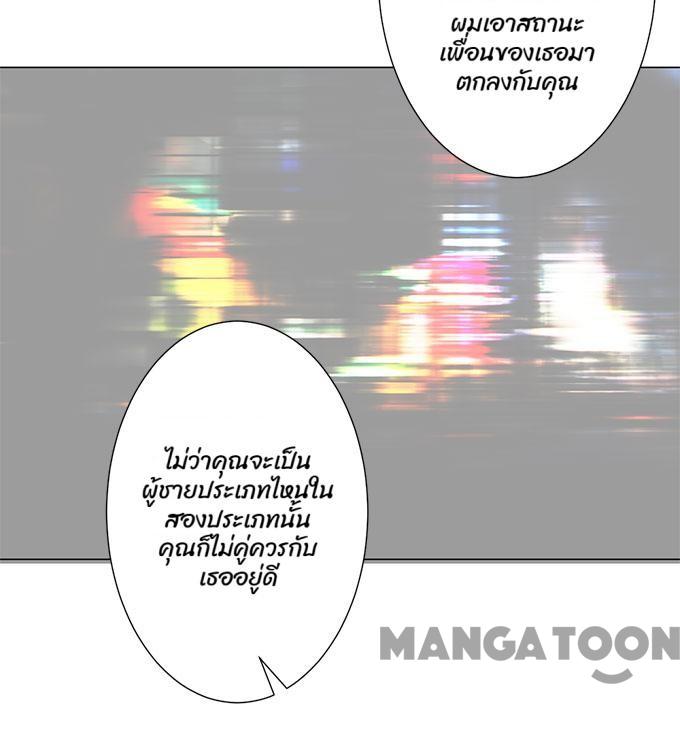 ผมเอาสถานะ
เพื่อนของเธอมา
ตกลงกับคุณ
ไม่ว่าคุณจะเป็น
ผู้ชายประเภทไหนใน
สองประเภทนั้น
คุณก็ไม่คู่ควรกับ
เธออยู่ดี
MANGATOON